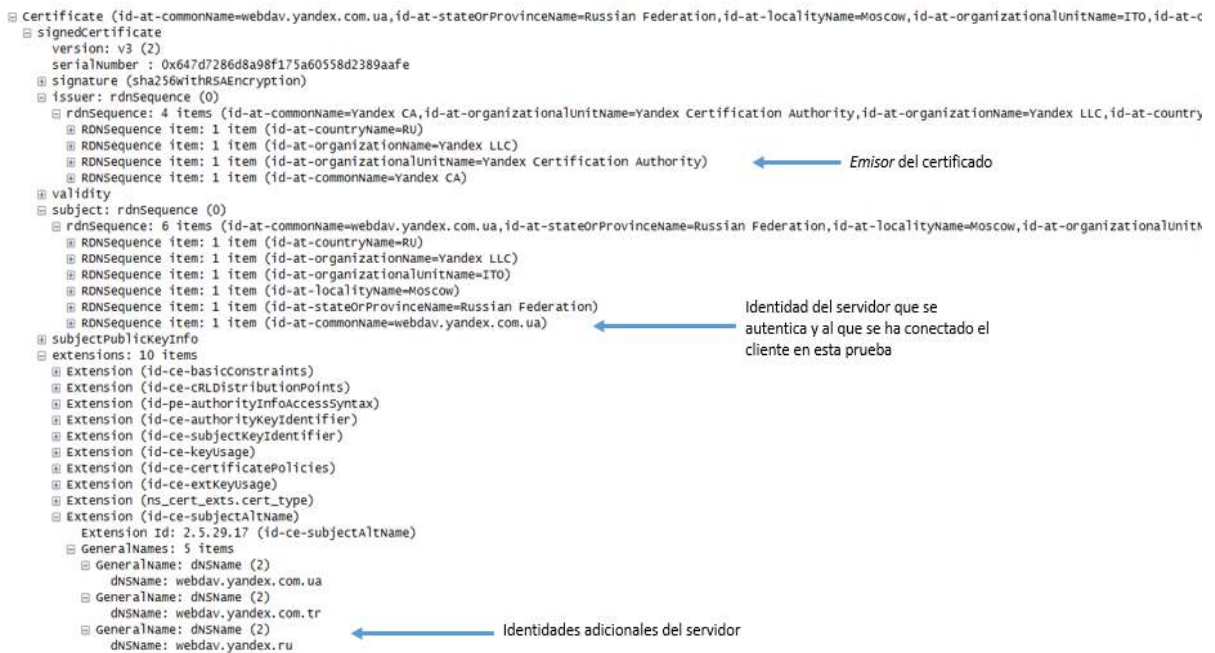 Certificate (id-at-commonName=webdav.yandex.com.ua,id-at-stateOrProvinceName=Russian Federation,id-at-localityName=Moscow,id-at-organizationalUnitName=ITO,id-at-c
signedCertificate
version: v3 (2)
serialNumber : 0x647d7286d8a98f175a60558d2389aafe
signature (sha256WithRSAEncryption)
issuer: rdnSequence (0)
rdnSequence: 4 items (id-at-commonName=Yandex CA,id-at-organizationalUnitName=Yandex Certification Authority,id-at-organizationName=Yandex LLC,id-at-country
RDNSequence item: 1 item (id-at-countryName=RU)
RDNSequence item: 1 item (id-at-organizationName=Yandex LLC)
RDNSequence item: 1 item (id-at-organizationalUnitName=Yandex Certification Authority)
Emisor del certificado
RDNSequence item: 1 item (id-at-commonName=Yandex CA)
validity
subject: rdnSequence (0)
rdnSequence: 6 items (id-at-commonName=webdav.yandex.com.ua,id-at-stateOrProvinceName=Russian Federation,id-at-localityName=Moscow,id-at-organizationalUnitN
RDNSequence item: 1 item (id-at-countryName=RU)
RDNSequence item: 1 item (id-at-organizationName=Yandex LLC)
RDNSequence item: 1 item (id-at-organizationalUnitName=ITO)
RDNSequence item: 1 item (id-at-localityName=Moscow)
RDNSequence item: 1 item (id-at-stateOrProvinceName=Russian Federation)
RDNSequence item: 1 item (id-at-commonName=webdav.yandex.com.ua)
Identidad del servidor que se
autentica y al que se ha conectado el
cliente en esta prueba
subjectPublicKeyInfo
extensions: 10 items
Extension (id-ce-basicConstraints)
Extension (id-ce-cRLDistributionPoints)
Extension (id-pe-authorityInfoAccessSyntax)
Extension (id-ce-authorityKeyIdentifier)
Extension (id-ce-subjectKeyIdentifier)
Extension (id-ce-keyUsage)
Extension (id-ce-certificatePolicies)
Extension (id-ce-extKeyUsage)
Extension (ns_cert_exts.cert_type)
Extension (id-ce-subjectAltName)
Extension Id: 2.5.29.17 (id-ce-subjectAltName)
GeneralNames: 5 items
GeneralName: dNSName (2)
dNSName: webdav.yandex.com.ua
GeneralName: dNSName (2)
dNSName: webdav.yandex.com.tr
GeneralName: dNSName (2)
Identidades adicionales del servidor
dNSName: webdav.yandex.ru